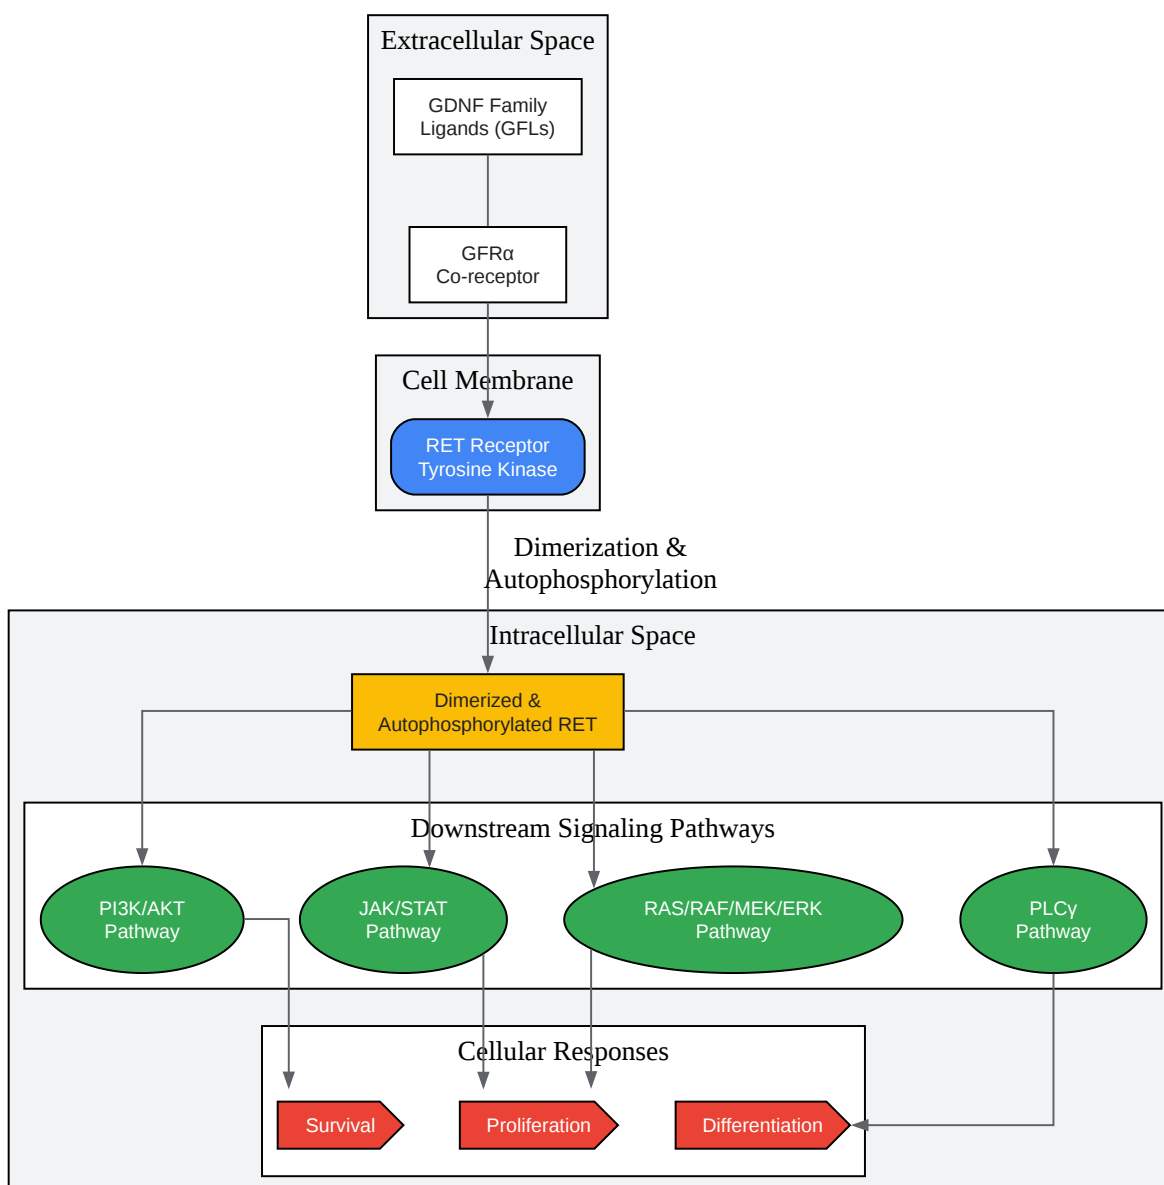 Extracellular Space
GDNF Family
Ligands (GFLs)
GFRα
Co-receptor
Cell Membrane
RET Receptor
Tyrosine Kinase
Dimerization &
Autophosphorylation
Intracellular Space
Dimerized &
Autophosphorylated RET
Downstream Signaling Pathways
PI3K/AKT
Pathway
JAK/STAT
Pathway
RAS/RAF/MEK/ERK
Pathway
PLCγ
Pathway
Cellular Responses
Survival
Proliferation
Differentiation